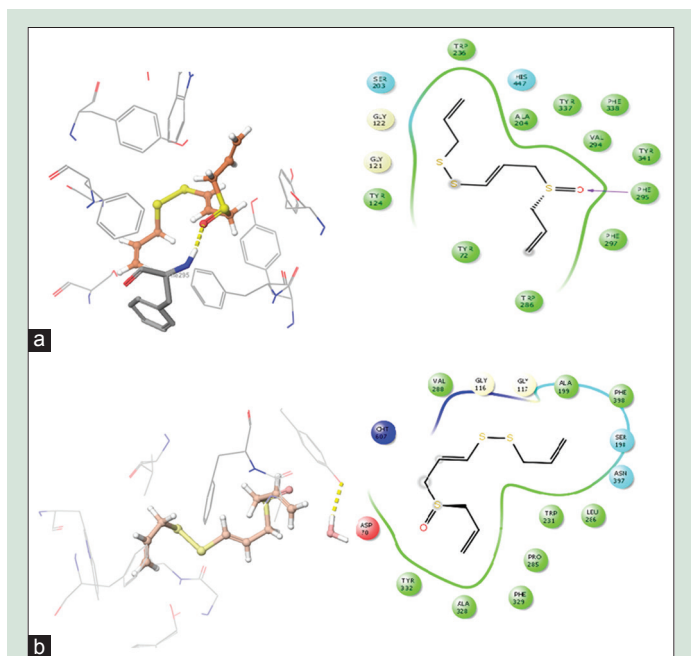 TRP 236
SER 203
HIS 447
GLY 122
ALA 204
TYR 337
PHE 338
VAL 294
GLY 121
TYR 341
TYR 124
S
S
S
O
PHE 295
PHE 297
TYR 72
TRP 286
a
VAL 288
GLY 116
GLY 117
ALA 199
PHE 398
SER 198
ASN 397
S
S
S
O
ASP 70
TRP 231
LEU 286
PRO 285
TYR 332
PHE 329
ALA 328
b